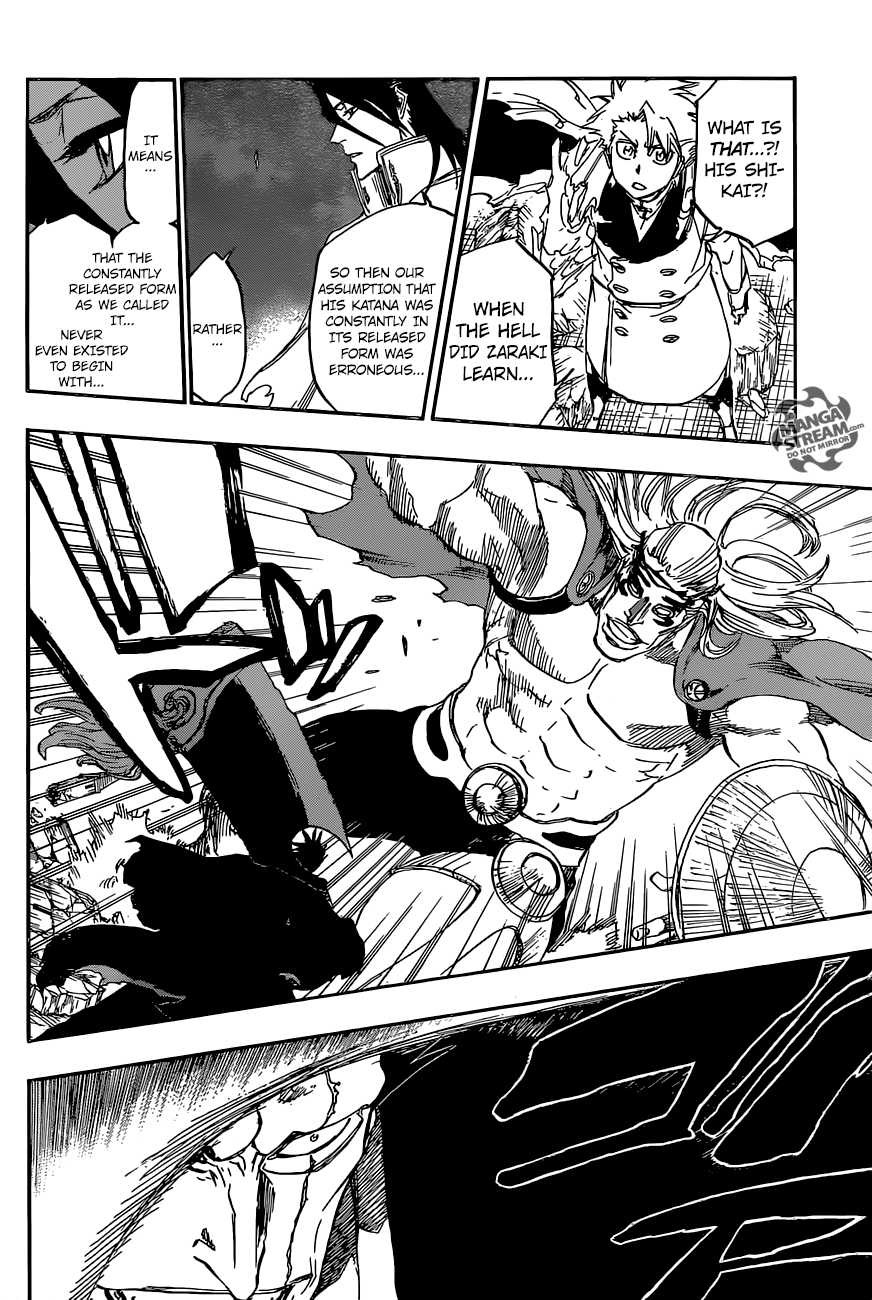 WHAT IS
THAT...?!
HIS SHI-
KAI?!
WHEN
THE HELL
DID ZARAKI
LEARN...
SO THEN OUR
ASSUMPTION THAT
HIS KATANA WAS
CONSTANTLY IN
ITS RELEASED
FORM WAS
ERRONEOUS...
RATHER
...
IT
MEANS
...
THAT THE
CONSTANTLY
RELEASED FORM
AS WE CALLED
IT...
NEVER
EVEN EXISTED
TO BEGIN
WITH...
MANGA
STREAM.com
DO NOT MIRROR